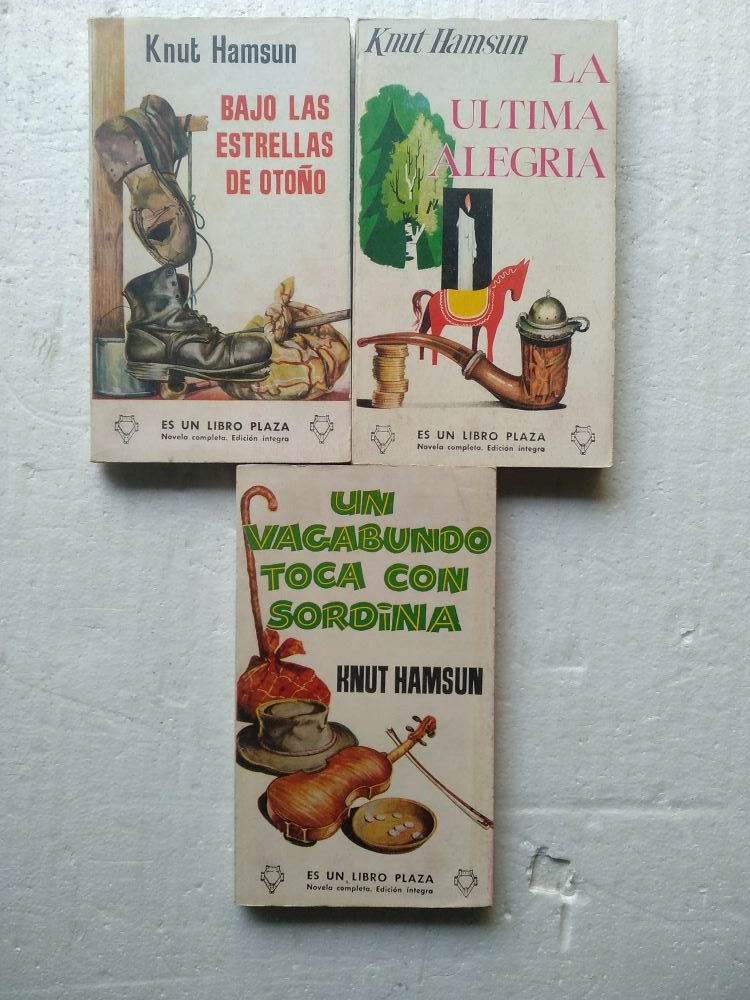 Knut Hamsun
BAJO LAS
ESTRELLAS
DE OTOÑO
ES UN LIBRO PLAZA
Novela completa. Edición íntegra
Knut Hamsun
LA
ULTIMA
ALEGRIA
ES UN LIBRO PLAZA
Novela completa. Edición íntegra
UN
VAGABUNDO
TOCA CON
SORDINA
KNUT HAMSUN
ES UN LIBRO PLAZA
Novela completa. Edición íntegra